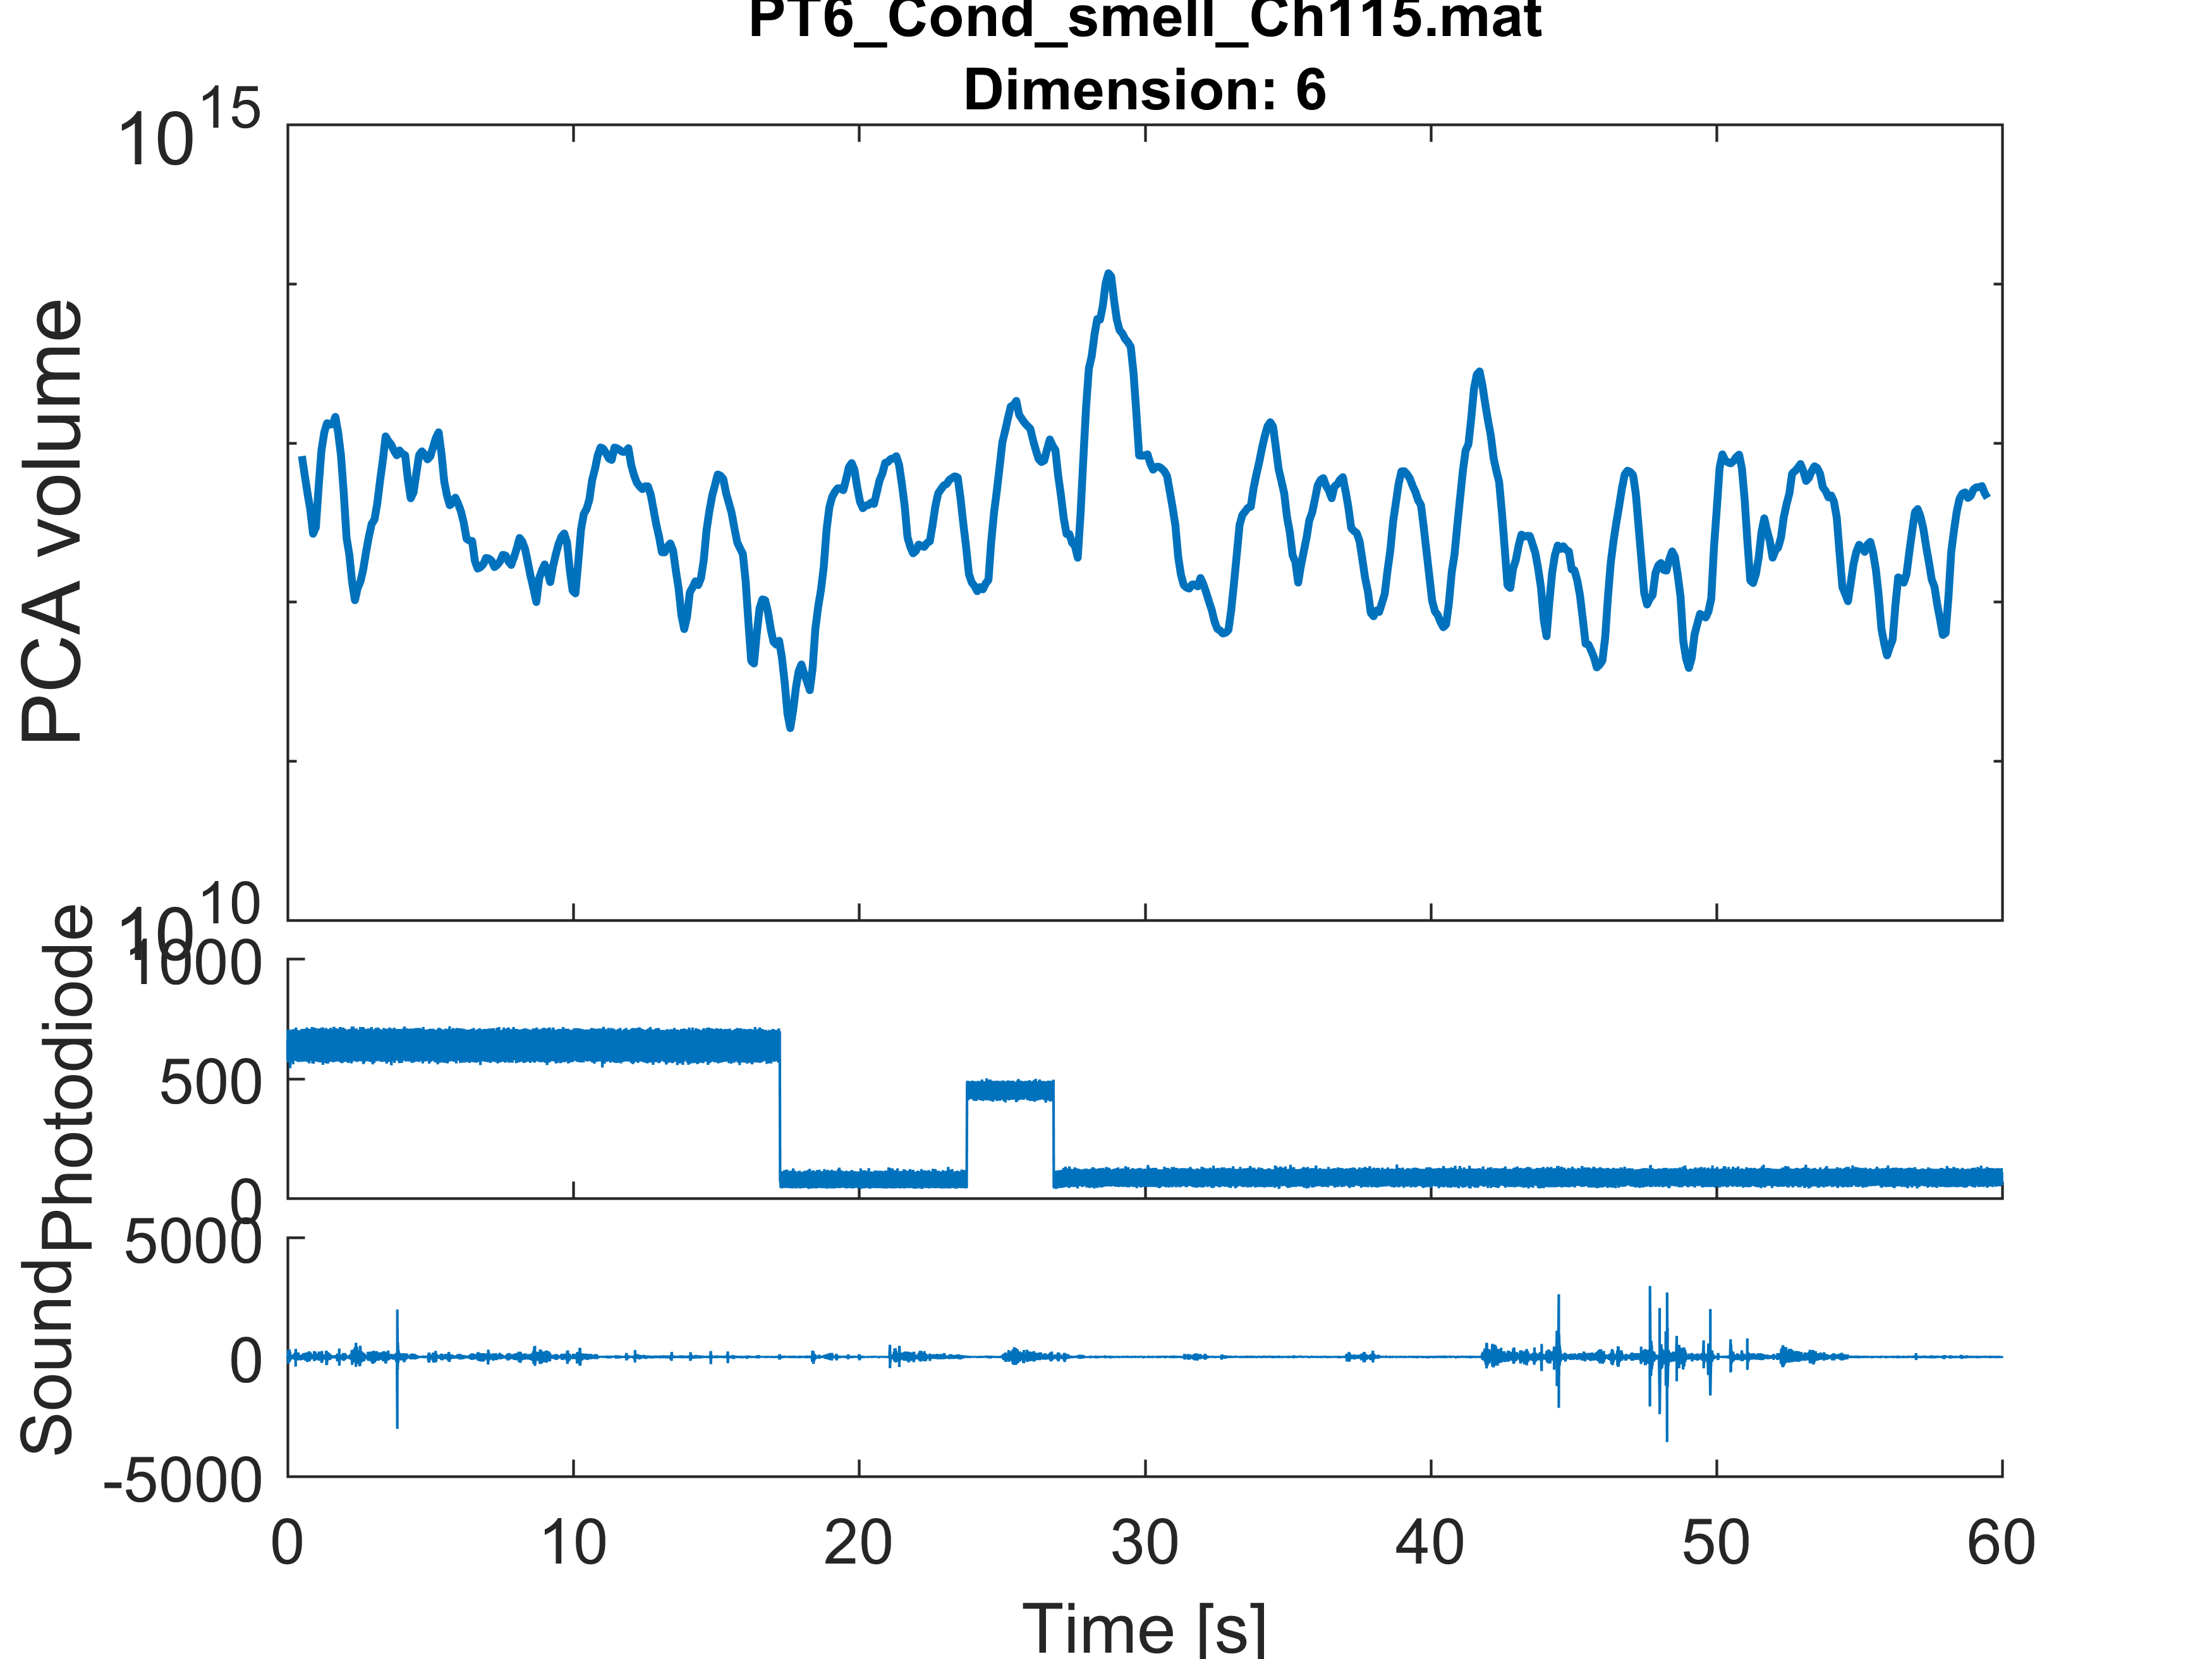 PT6_Cond_smell_Ch115.mat
Dimension: 6
10^15
PCA volume
10^10
1000
500
0
Photodiode
5000
0
-5000
Sound
0 10 20 30 40 50 60
Time [s]